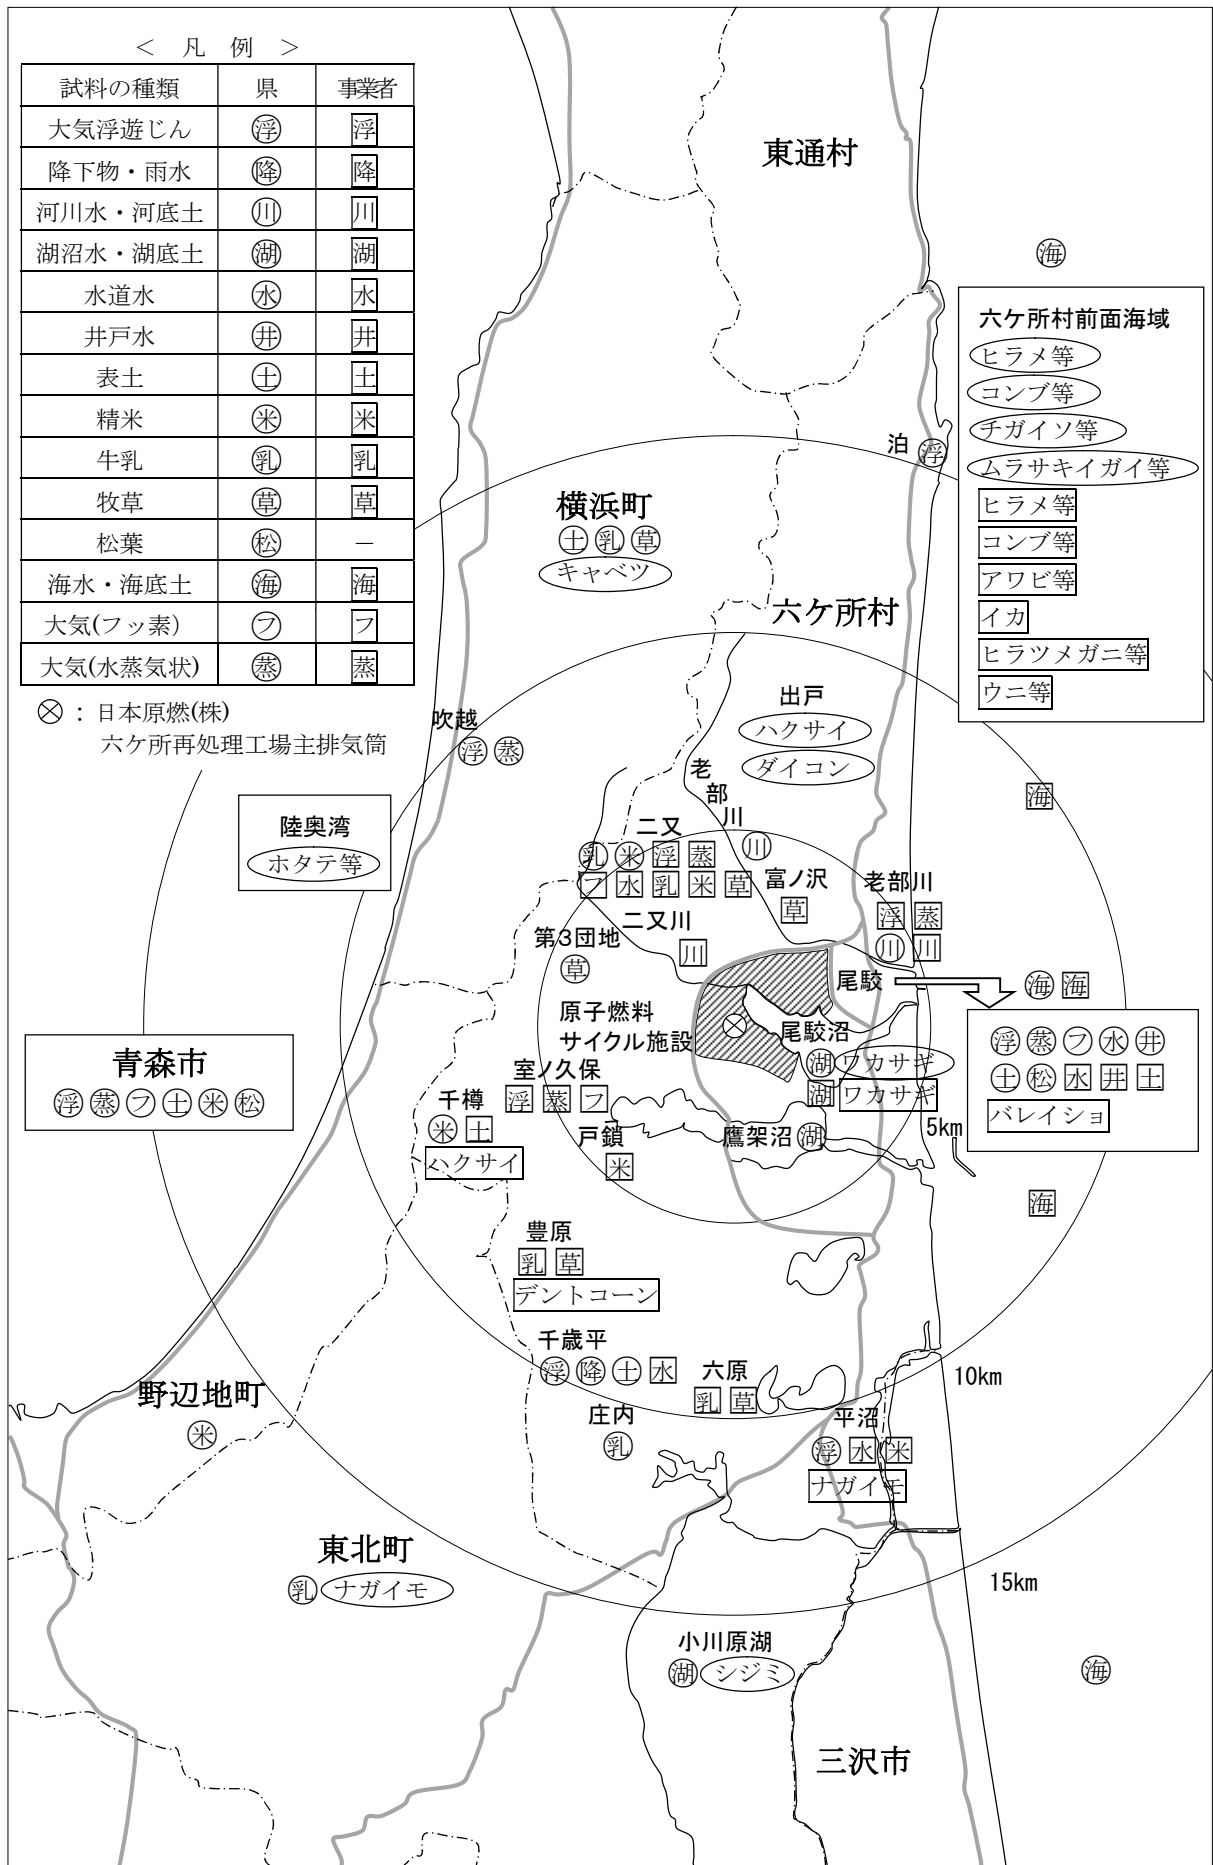 ＜ 凡 例 ＞
試料の種類 県 事業者
大気浮遊じん 浮 浮
降下物・雨水 降 降
河川水・河底土 川 川
湖沼水・湖底土 湖 湖
水道水 水 水
井戸水 井 井
表土 土 土
精米 米 米
牛乳 乳 乳
牧草 草 草
松葉 松 －
海水・海底土 海 海
大気(フッ素) フ フ
大気(水蒸気状) 蒸 蒸
⊗ : 日本原燃(株)
六ケ所再処理工場主排気筒
東通村
海
六ケ所村前面海域
ヒラメ等
コンブ等
チガイソ等
ムラサキイガイ等
ヒラメ等
コンブ等
アワビ等
イカ
ヒラツメガニ等
ウニ等
泊 浮
横浜町
土 乳 草
キャベツ
六ケ所村
吹越
浮 蒸
出戸
ハクサイ
ダイコン
海
陸奥湾
ホタテ等
老部川
川
二又
乳 米 浮 蒸
フ 水 乳 米 草
富ノ沢
草
老部川
浮 蒸
川 川
二又川
川
第3団地
草
尾駮
海 海
浮 蒸 フ 水 井
土 松 水 井 土
バレイショ
原子燃料
サイクル施設
尾駮沼
湖 ワカサギ
湖 ワカサギ
青森市
浮 蒸 フ 土 米 松
室ノ久保
浮 蒸 フ
千樽
米 土
ハクサイ
戸鎖
米
鷹架沼 湖
5km
海
豊原
乳 草
デントコーン
千歳平
浮 降 土 水
六原
乳 草
10km
野辺地町
米
庄内
乳
平沼
浮 水 米
ナガイモ
東北町
乳 ナガイモ
15km
小川原湖
湖 シジミ
海
三沢市